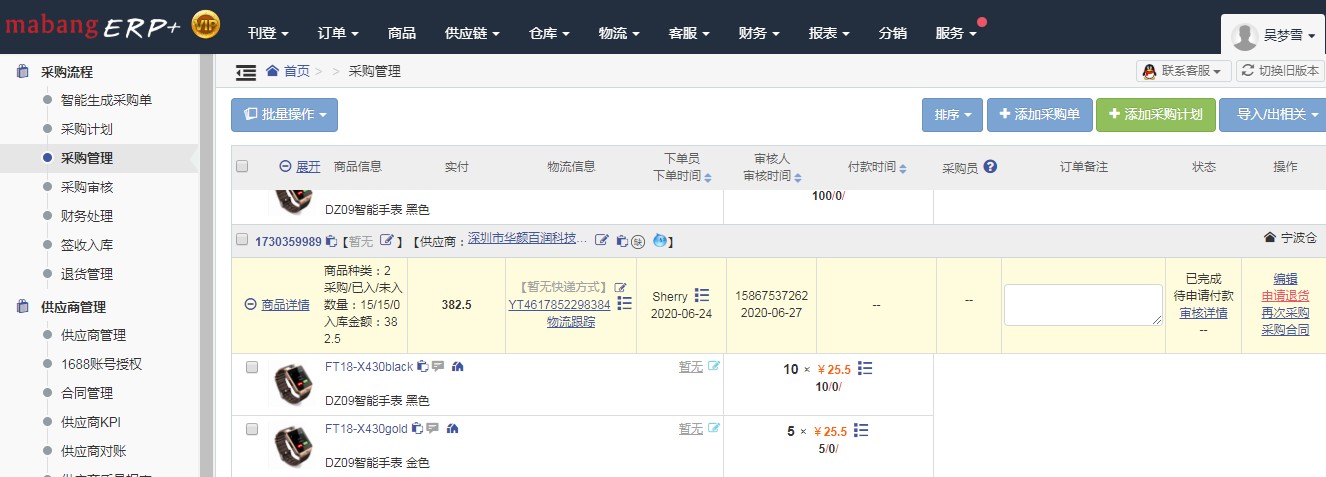 mabang ERP+ VIP
刊登 订单 商品 供应链 仓库 物流 客服 财务 报表 分销 服务 吴梦雪
采购流程
智能生成采购单
采购计划
采购管理
采购审核
财务处理
签收入库
退货管理
供应商管理
供应商管理
1688账号授权
合同管理
供应商KPI
供应商对账
首页 > > 采购管理
联系客服 切换旧版本
批量操作
排序 添加采购单 添加采购计划 导入/出相关
展开 商品信息 实付 物流信息 下单员 下单时间 审核人 审核时间 付款时间 采购员 订单备注 状态 操作
100/0/
DZ09智能手表 黑色
1730359989 【暂无 】【供应商：深圳市华颜百润科技... 缺 】 宁波仓
商品详情
商品种类：2
采购/已入/未入
数量：15/15/0
入库金额：38
2.5
382.5
【暂无快递方式】
YT4617852298384
物流跟踪
Sherry
2020-06-24
15867537262
2020-06-27
--
--
已完成
待申请付款
审核详情
--
编辑
申请退货
再次采购
采购合同
FT18-X430black 暂无 10 × ￥25.5
10/0/
DZ09智能手表 黑色
FT18-X430gold 暂无 5 × ￥25.5
5/0/
DZ09智能手表 金色